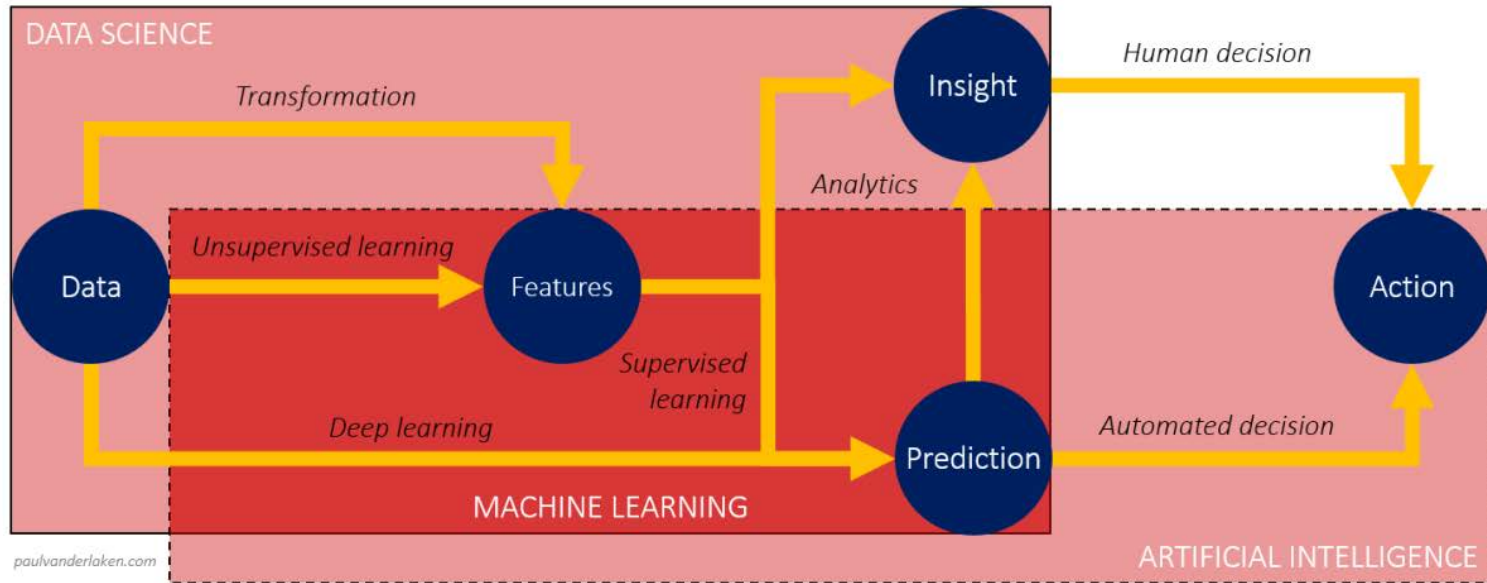 DATA SCIENCE
Transformation
Insight
Human decision
Analytics
Data
Unsupervised learning
Features
Action
Supervised
learning
Deep learning
Prediction
Automated decision
MACHINE LEARNING
paulvanderlaken.com
ARTIFICIAL INTELLIGENCE